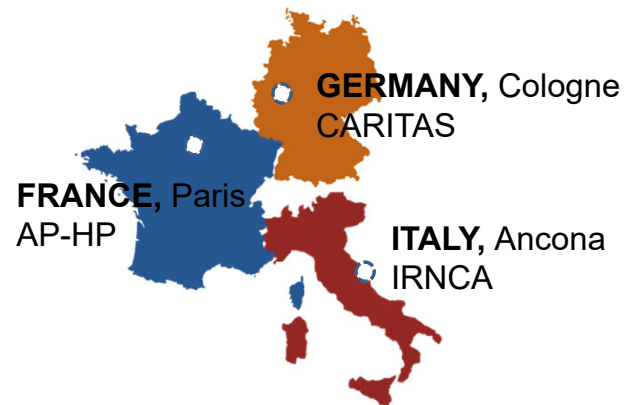 GERMANY, Cologne
CARITAS
FRANCE, Paris
AP-HP
ITALY, Ancona
IRNCA